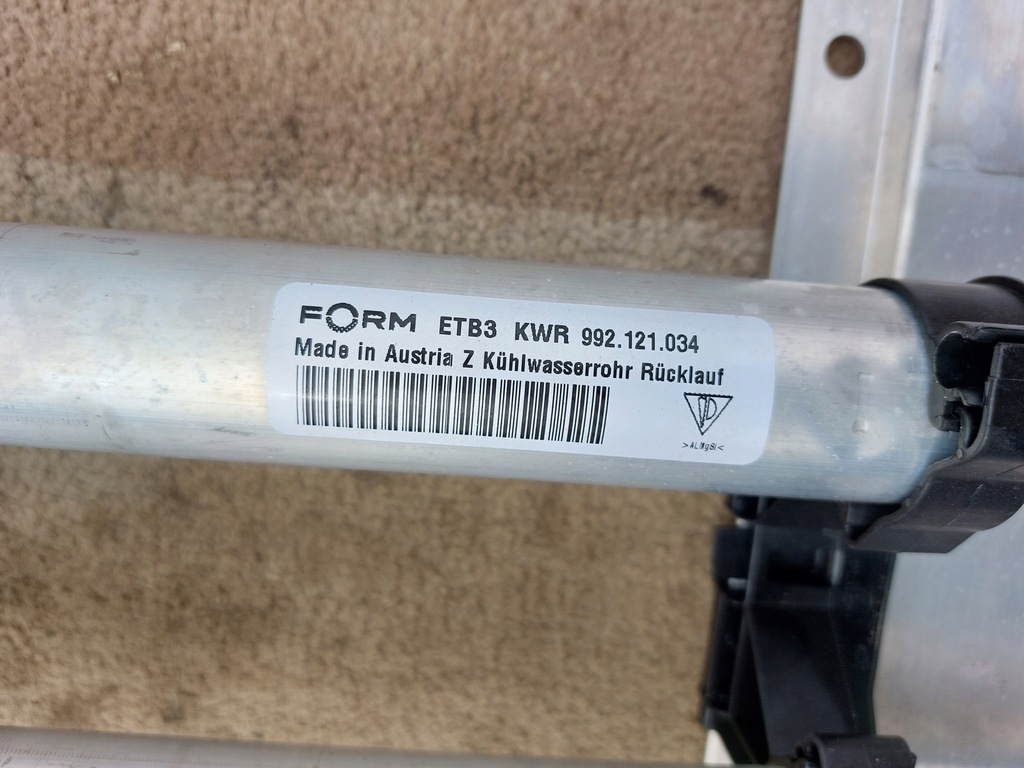 FORM ETB3 KWR 992.121.034
Made in Austria Z Kühlwasserrohr Rücklauf
>ALMgSi<